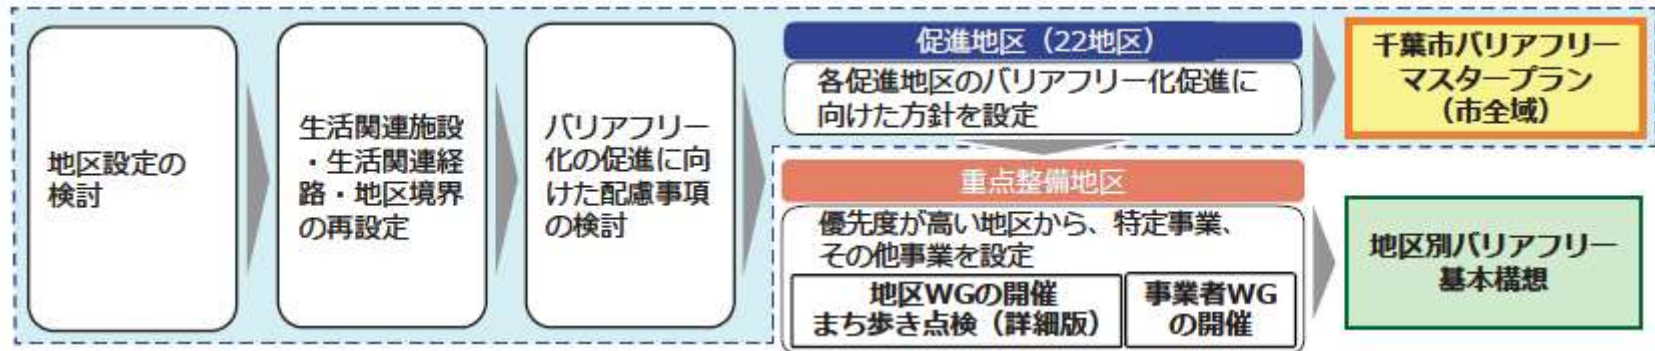 地区設定の
検討
生活関連施設
・生活関連経
路・地区境界
の再設定
バリアフリー
化の促進に向
けた配慮事項
の検討
促進地区（22地区）
各促進地区のバリアフリー化促進に
向けた方針を設定
千葉市バリアフリー
マスタープラン
（市全域）
重点整備地区
優先度が高い地区から、特定事業、
その他事業を設定
地区WGの開催
まち歩き点検（詳細版）
事業者WG
の開催
地区別バリアフリー
基本構想